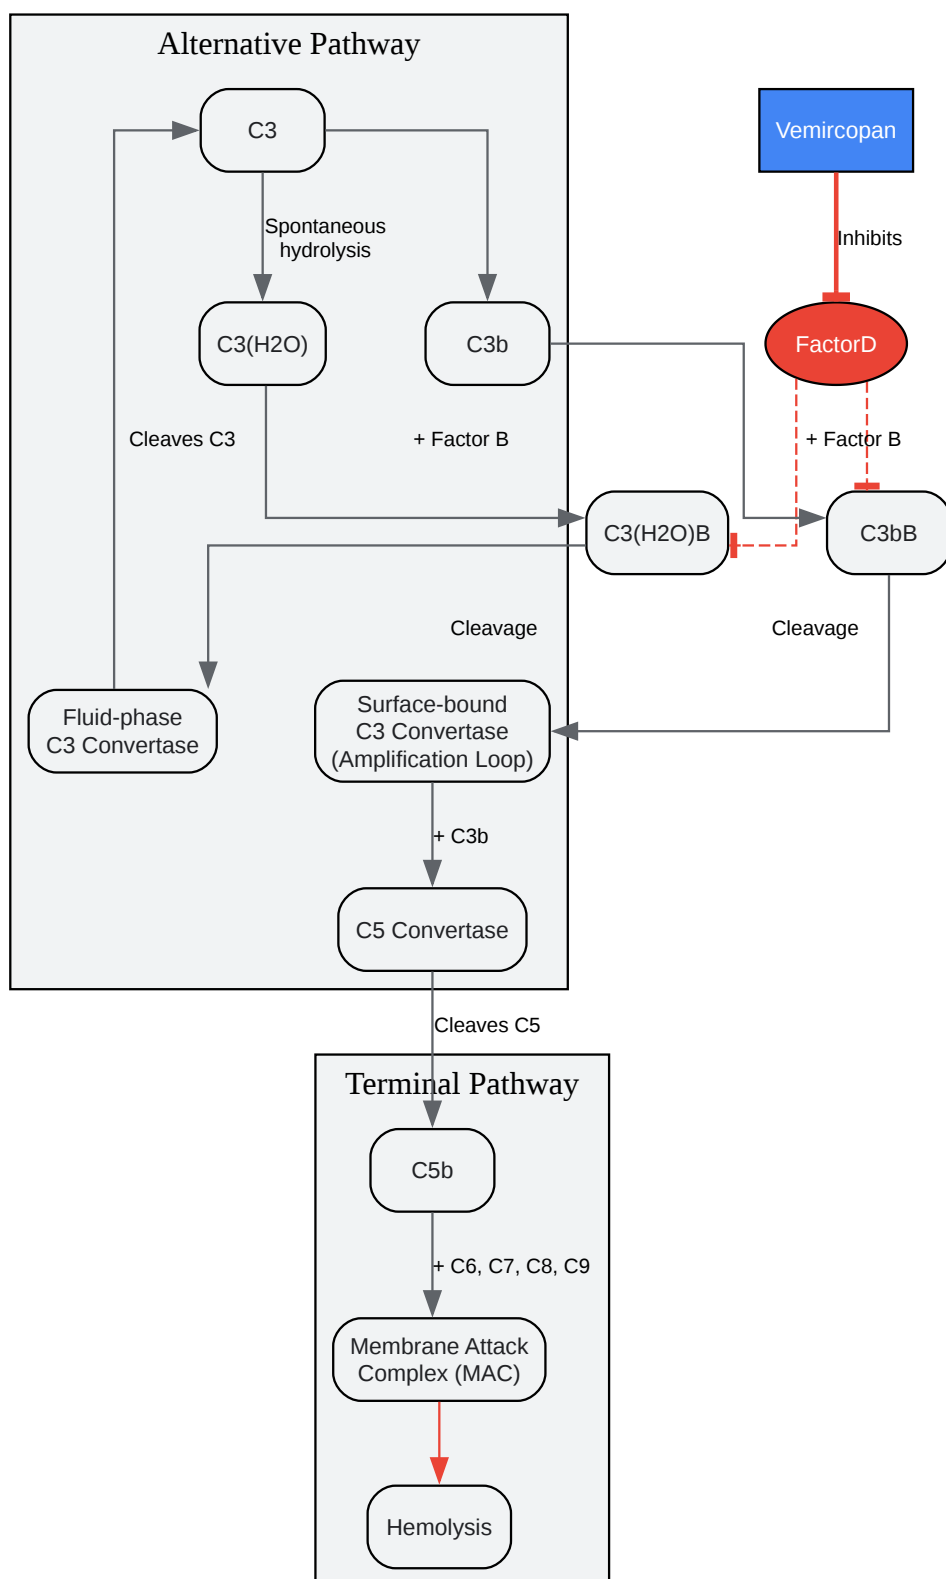 Alternative Pathway
C3
Vemircopan
Spontaneous
hydrolysis
Inhibits
C3(H2O)
C3b
FactorD
Cleaves C3
+ Factor B
+ Factor B
C3(H2O)B
C3bB
Cleavage
Cleavage
Fluid-phase
C3 Convertase
Surface-bound
C3 Convertase
(Amplification Loop)
+ C3b
C5 Convertase
Cleaves C5
Terminal Pathway
C5b
+ C6, C7, C8, C9
Membrane Attack
Complex (MAC)
Hemolysis